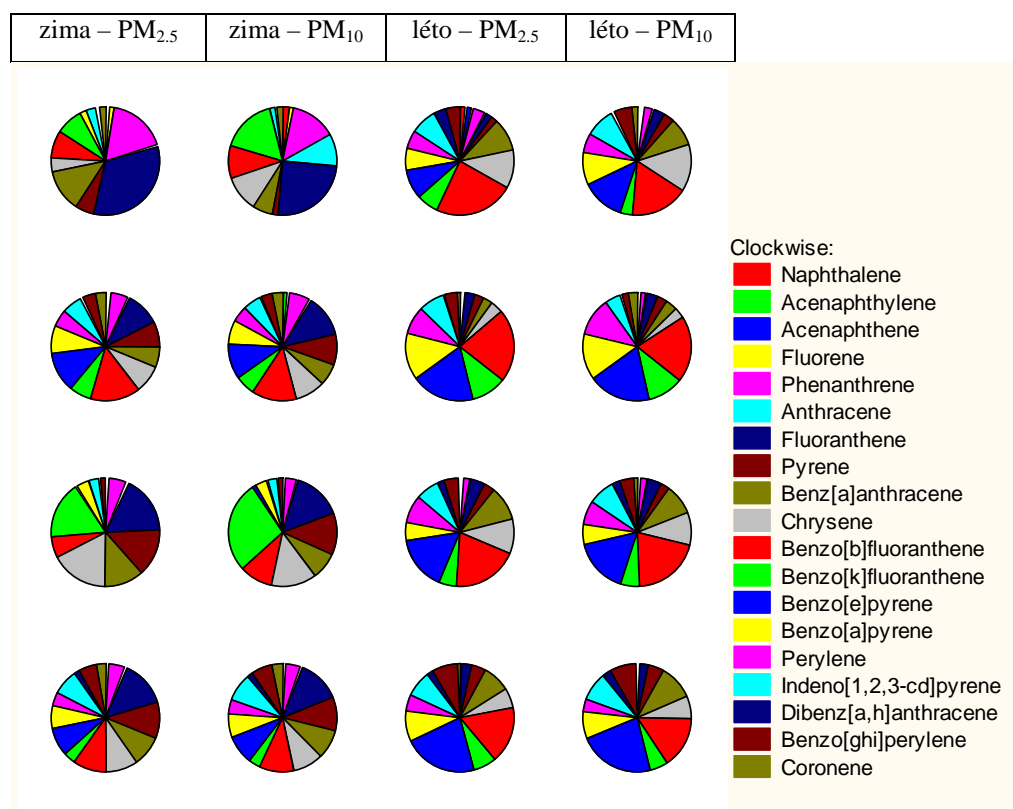 zima – PM2.5 zima – PM10 léto – PM2.5 léto – PM10
Clockwise:
Naphthalene
Acenaphthylene
Acenaphthene
Fluorene
Phenanthrene
Anthracene
Fluoranthene
Pyrene
Benz[a]anthracene
Chrysene
Benzo[b]fluoranthene
Benzo[k]fluoranthene
Benzo[e]pyrene
Benzo[a]pyrene
Perylene
Indeno[1,2,3-cd]pyrene
Dibenz[a,h]anthracene
Benzo[ghi]perylene
Coronene